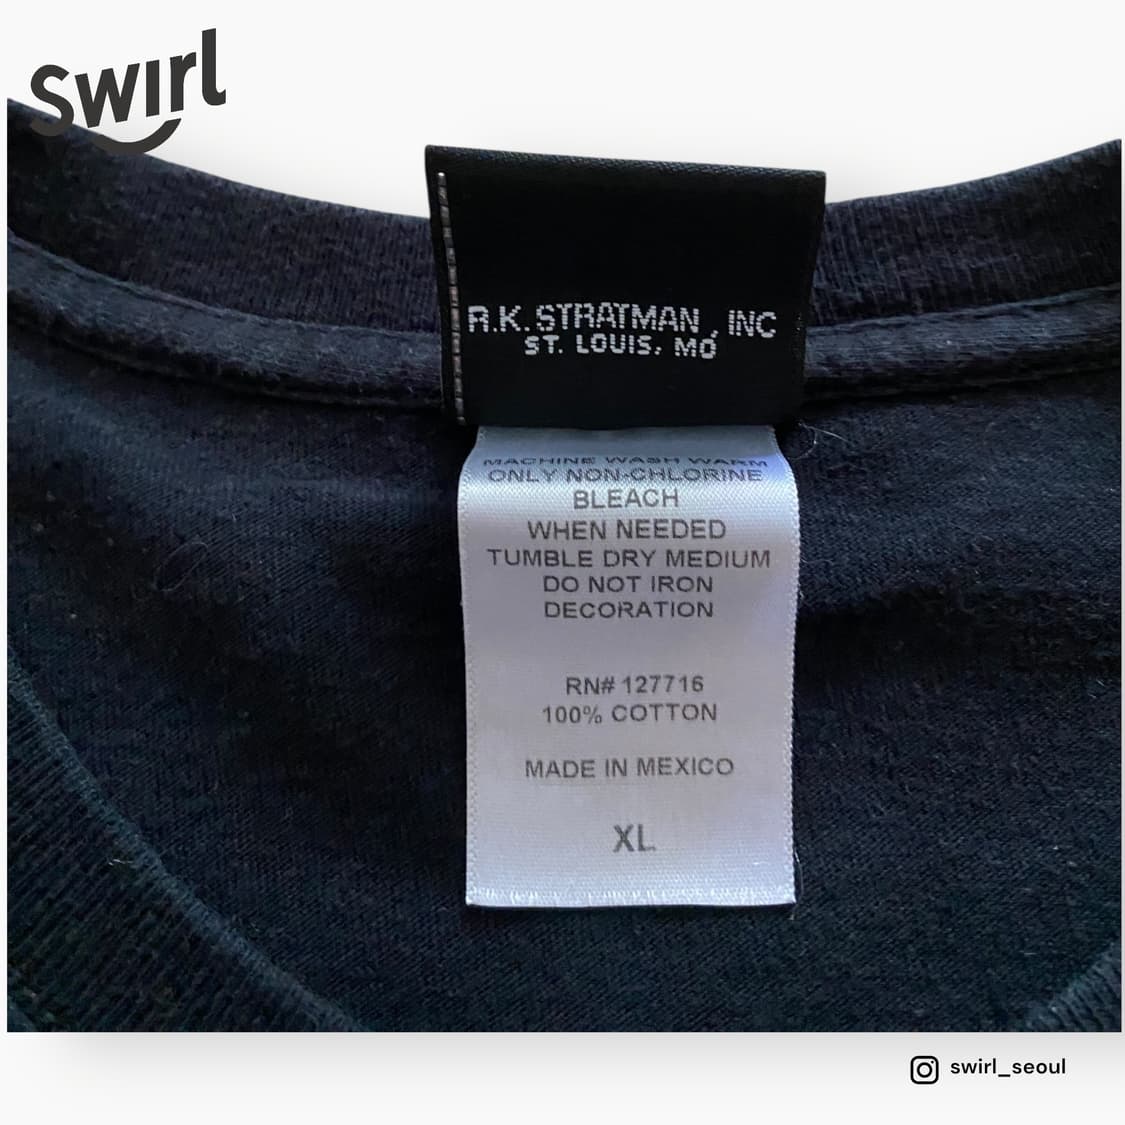 Swirl
R.K. STRATMAN, INC
ST. LOUIS, MO
MACHINE WASH WARM
ONLY NON-CHLORINE
BLEACH
WHEN NEEDED
TUMBLE DRY MEDIUM
DO NOT IRON
DECORATION
RN# 127716
100% COTTON
MADE IN MEXICO
XL
swirl_seoul